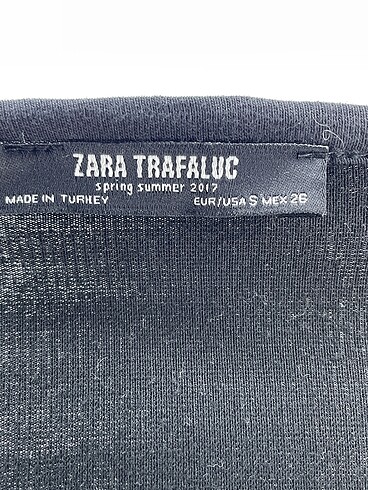 ZARA TRAFALUC
spring summer 2017
MADE IN TURKEY EUR/USA S MEX 26